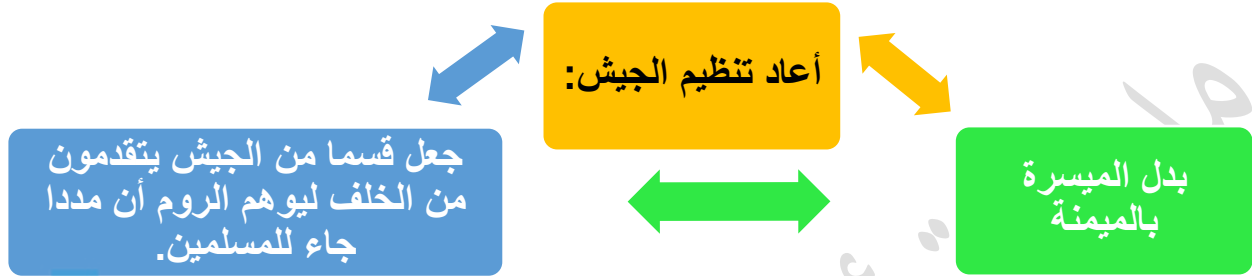 أعاد تنظيم الجيش:
بدل الميسرة
بالميمنة
جعل قسما من الجيش يتقدمون
من الخلف ليوهم الروم أن مددا
جاء للمسلمين.